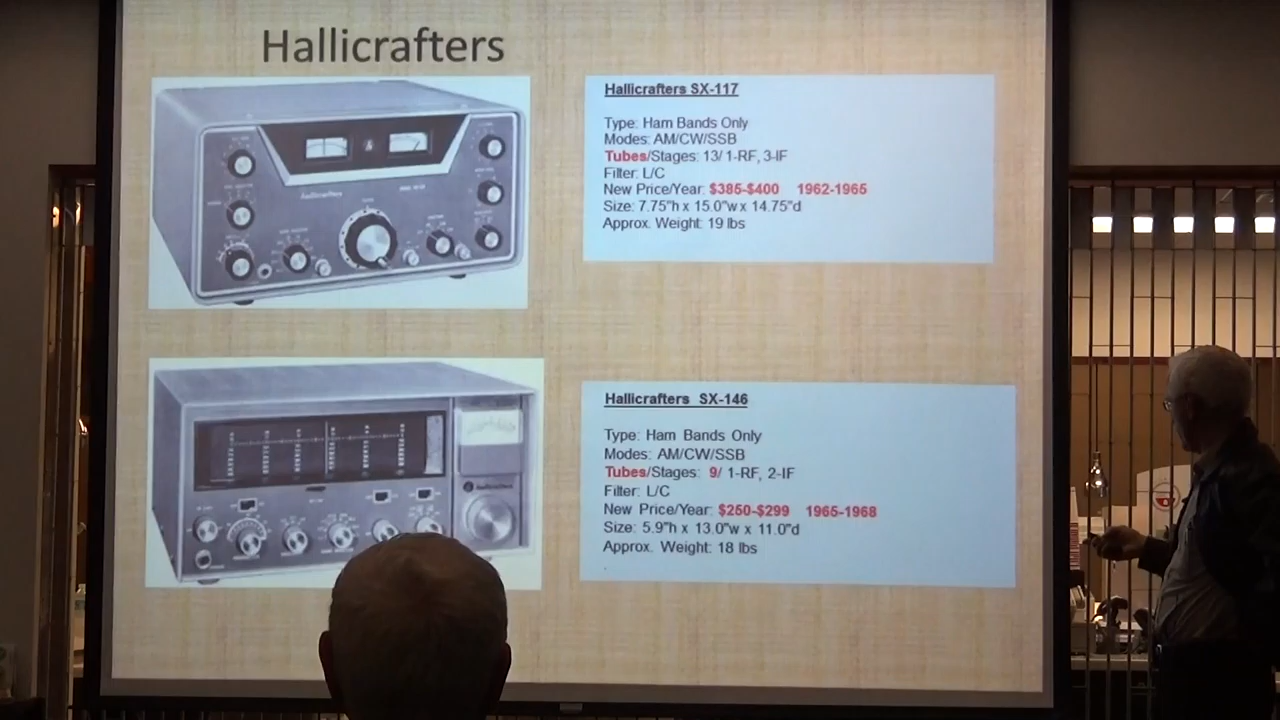 Hallicrafters
Hallicrafters SX-117
Type: Ham Bands Only
Modes: AM/CW/SSB
Tubes/Stages: 13/ 1-RF, 3-IF
Filter: L/C
New Price/Year: $385-$400 1962-1965
Size: 7.75"h x 15.0"w x 14.75"d
Approx. Weight: 19 lbs
hallicrafters
Hallicrafters SX-146
Type: Ham Bands Only
Modes: AM/CW/SSB
Tubes/Stages: 9/ 1-RF, 2-IF
Filter: L/C
New Price/Year: $250-$299 1965-1968
Size: 5.9"h x 13.0"w x 11.0"d
Approx. Weight: 18 lbs